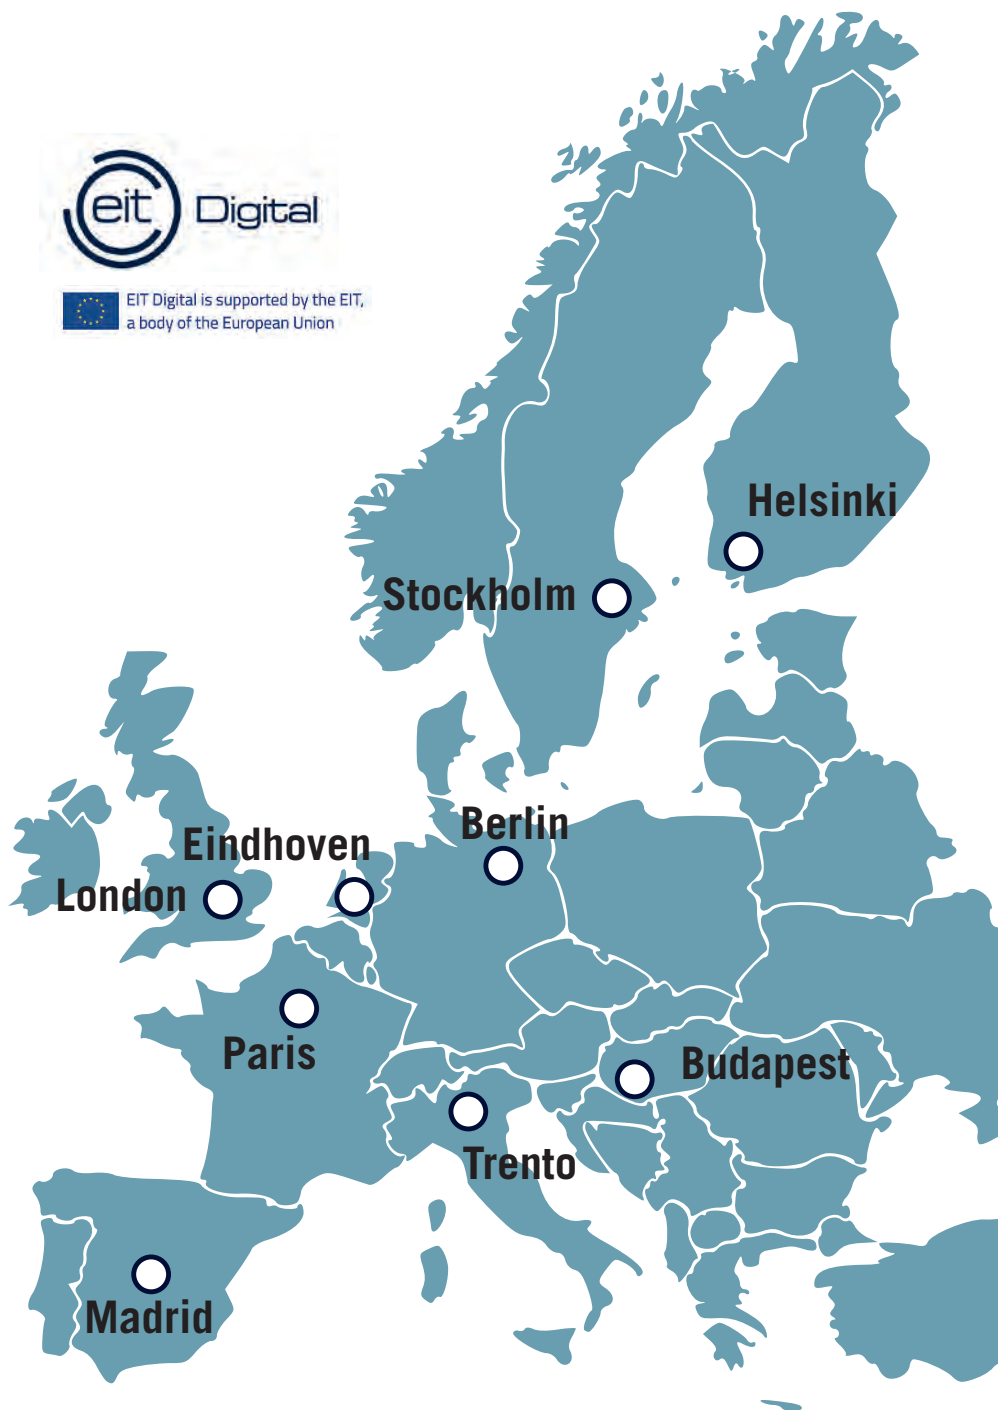 eit Digital
EIT Digital is supported by the EIT,
a body of the European Union
Helsinki
Stockholm
Berlin
Eindhoven
London
Paris
Budapest
Trento
Madrid